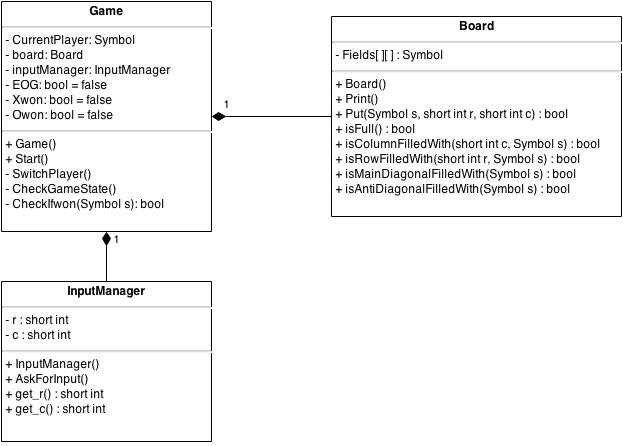 Game
- CurrentPlayer: Symbol
- board: Board
- inputManager: InputManager
- EOG: bool = false
- Xwon: bool = false
- Owon: bool = false
+ Game()
+ Start()
- SwitchPlayer()
- CheckGameState()
- CheckIfwon(Symbol s): bool
1
Board
- Fields[ ][ ] : Symbol
+ Board()
+ Print()
+ Put(Symbol s, short int r, short int c) : bool
+ isFull() : bool
+ isColumnFilledWith(short int c, Symbol s) : bool
+ isRowFilledWith(short int r, Symbol s) : bool
+ isMainDiagonalFilledWith(Symbol s) : bool
+ isAntiDiagonalFilledWith(Symbol s) : bool
1
InputManager
- r : short int
- c : short int
+ InputManager()
+ AskForInput()
+ get_r() : short int
+ get_c() : short int